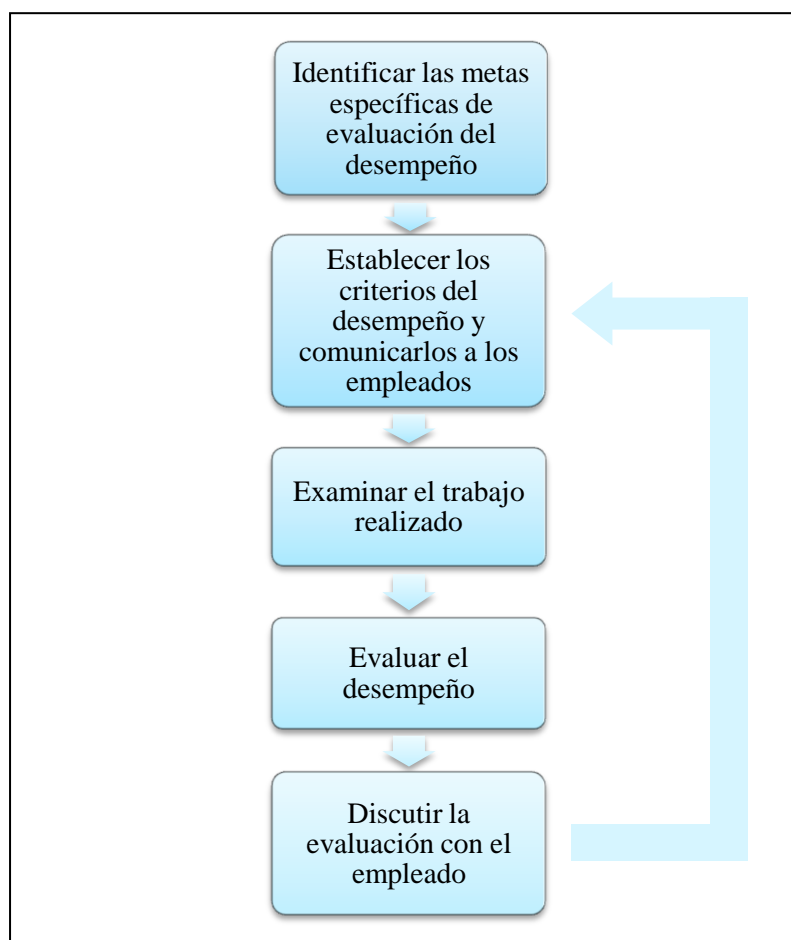 Identificar las metas
específicas de
evaluación del
desempeño
Establecer los
criterios del
desempeño y
comunicarlos a los
empleados
Examinar el trabajo
realizado
Evaluar el
desempeño
Discutir la
evaluación con el
empleado